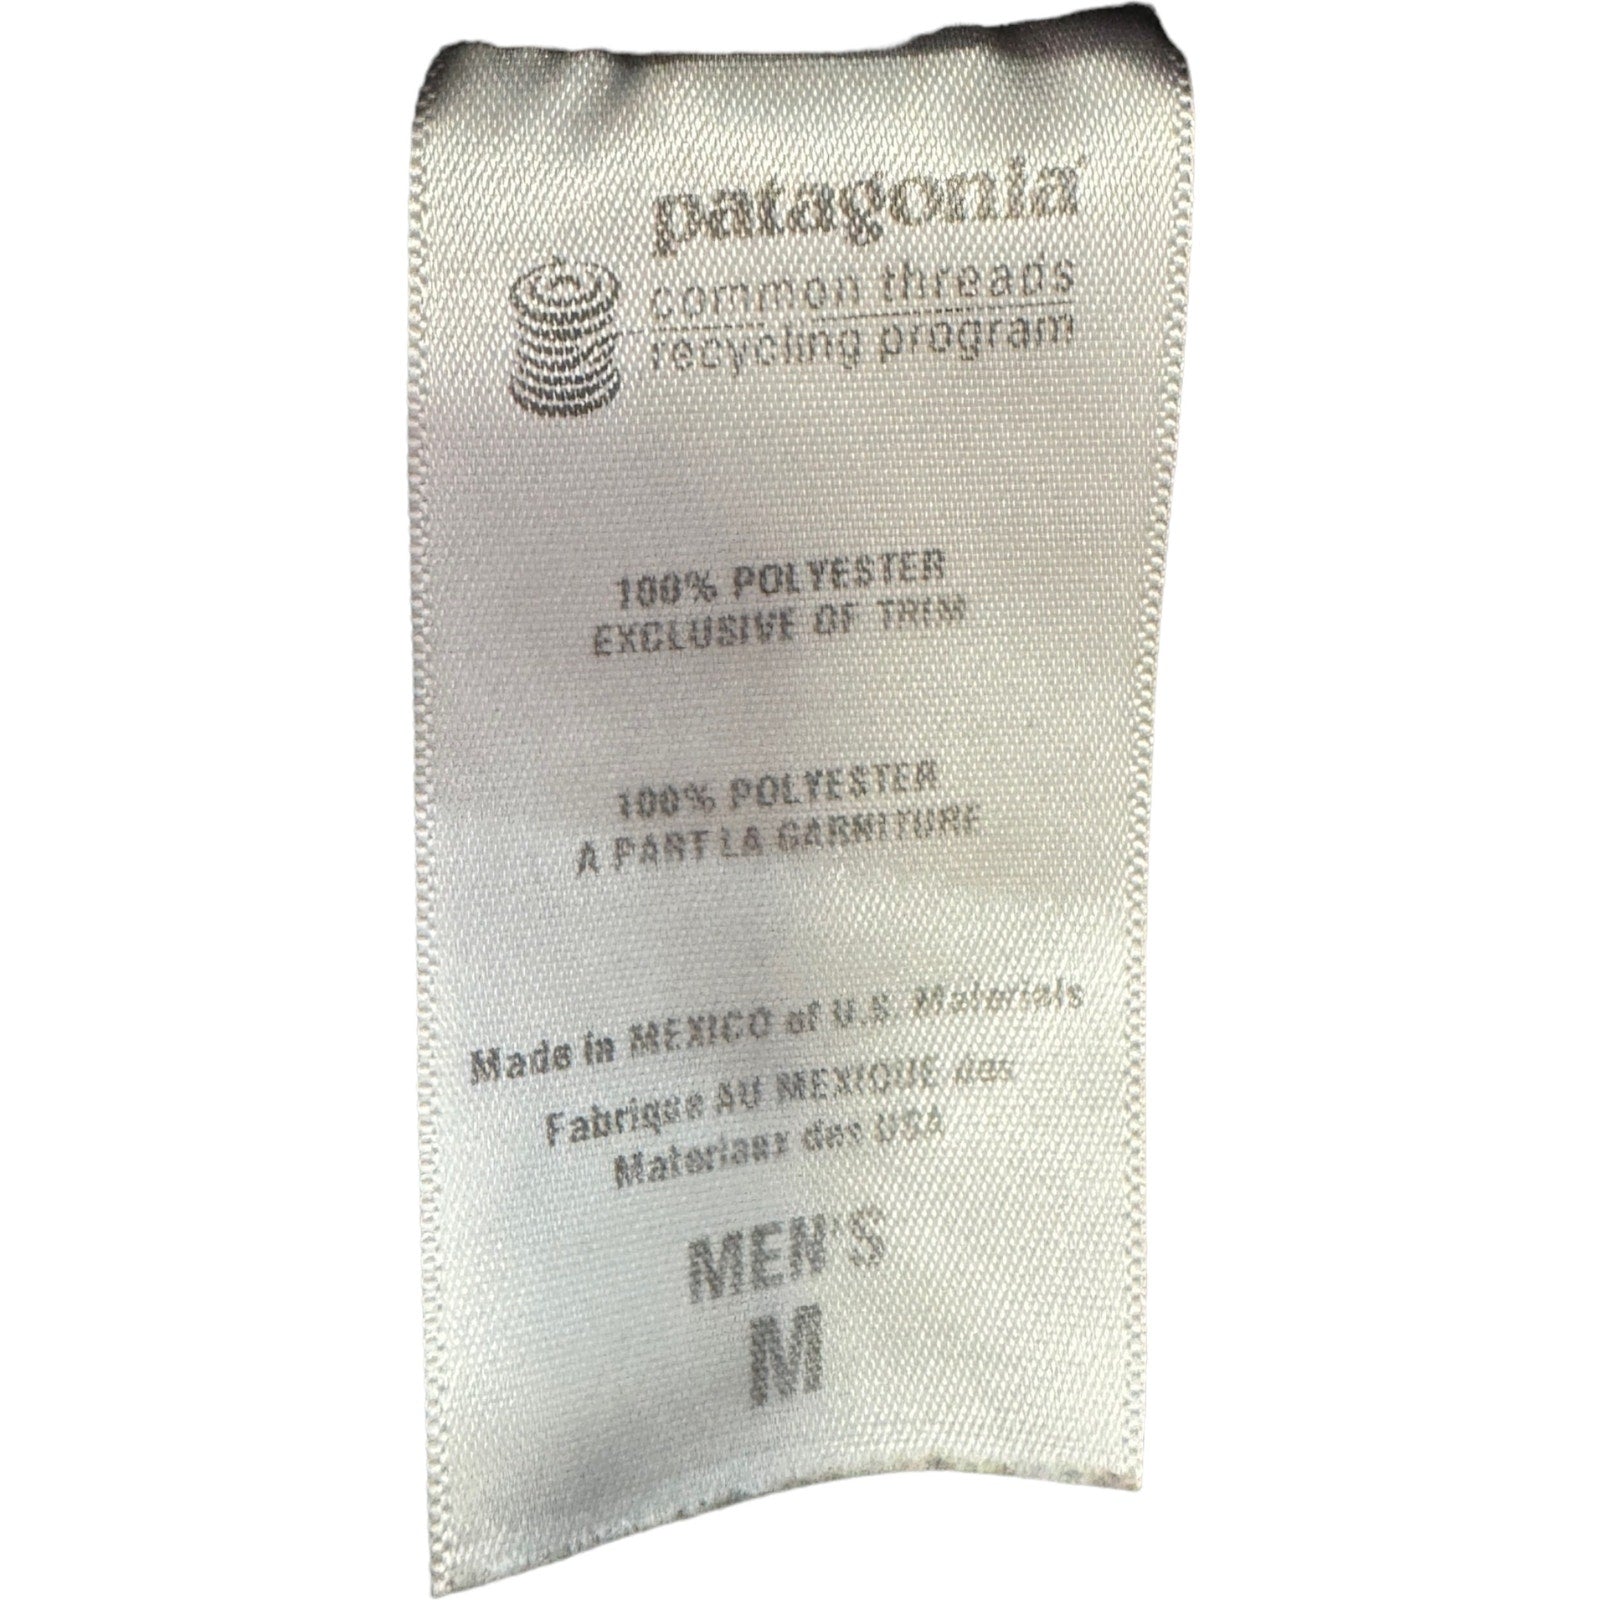 patagonia®
common threads
recycling program
100% POLYESTER
EXCLUSIVE OF TRIM
100% POLYESTER
A PART LA GARNITURE
Made in MEXICO of U.S. Materials
Fabrique AU MEXIQUE des
Materiaux des USA
MEN'S
M